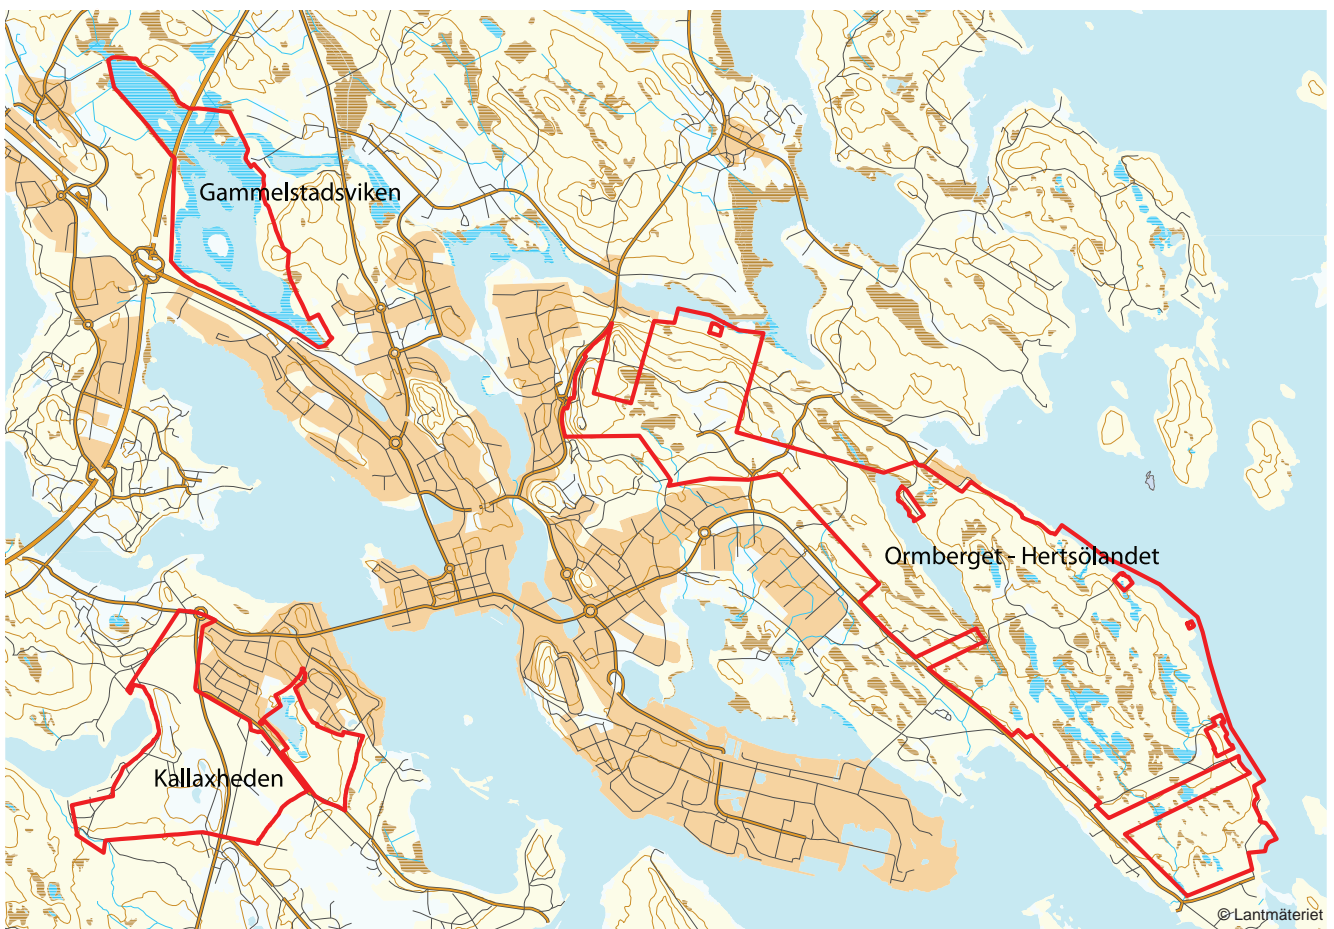 Gammelstadsviken
Ormberget - Hertsölandet
Kallaxheden
© Lantmäteriet